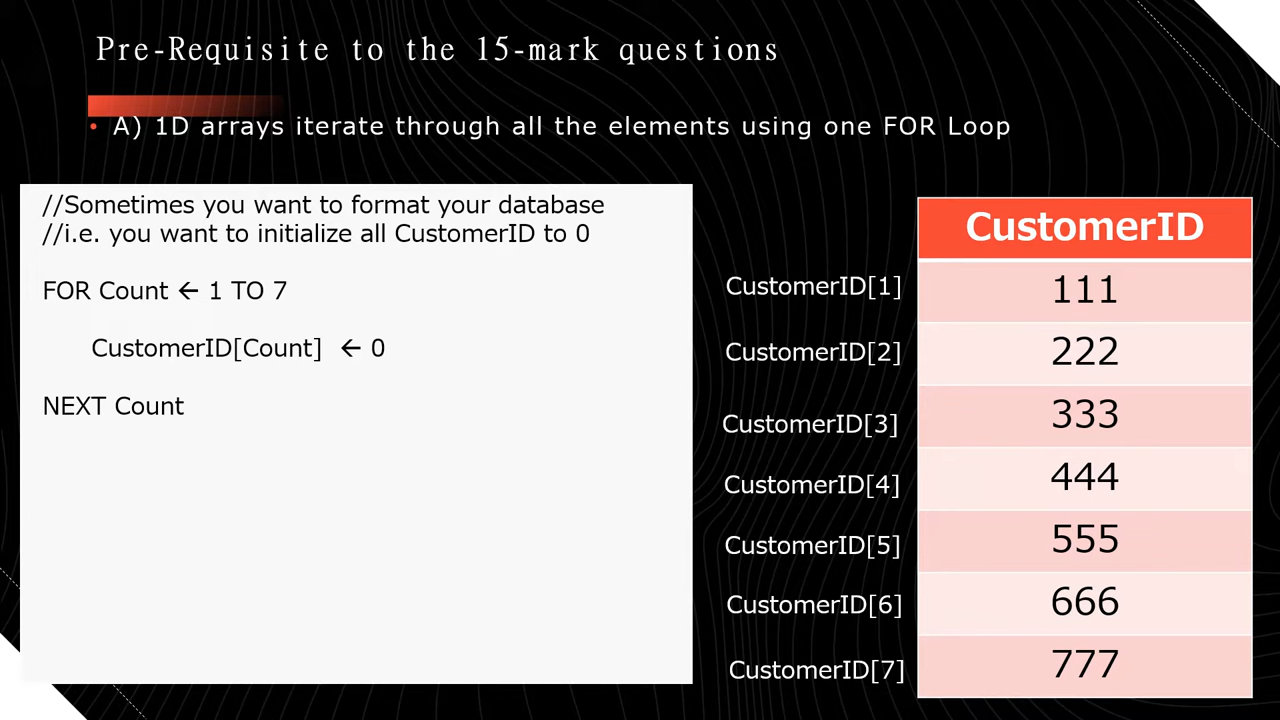 Pre-Requisite to the 15-mark questions
• A) 1D arrays iterate through all the elements using one FOR Loop
//Sometimes you want to format your database
//i.e. you want to initialize all CustomerID to 0
FOR Count ← 1 TO 7
CustomerID[Count] ← 0
NEXT Count
CustomerID
CustomerID[1] 111
CustomerID[2] 222
CustomerID[3] 333
CustomerID[4] 444
CustomerID[5] 555
CustomerID[6] 666
CustomerID[7] 777